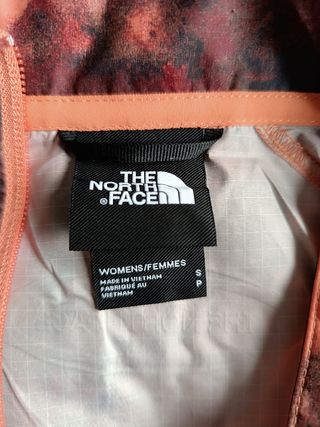 THE
NORTH
FACE
WOMENS/FEMMES
S
MADE IN VIETNAM
P
FABRIQUÉ AU
VIETNAM